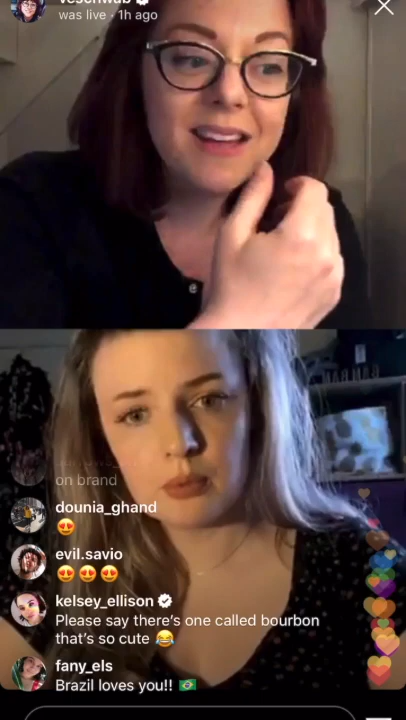 veschwab
was live · 1h ago
on brand
dounia_ghand
😍
evil.savio
😍😍😍
kelsey_ellison
Please say there's one called bourbon
that's so cute 😂
fany_els
Brazil loves you!! 🇧🇷